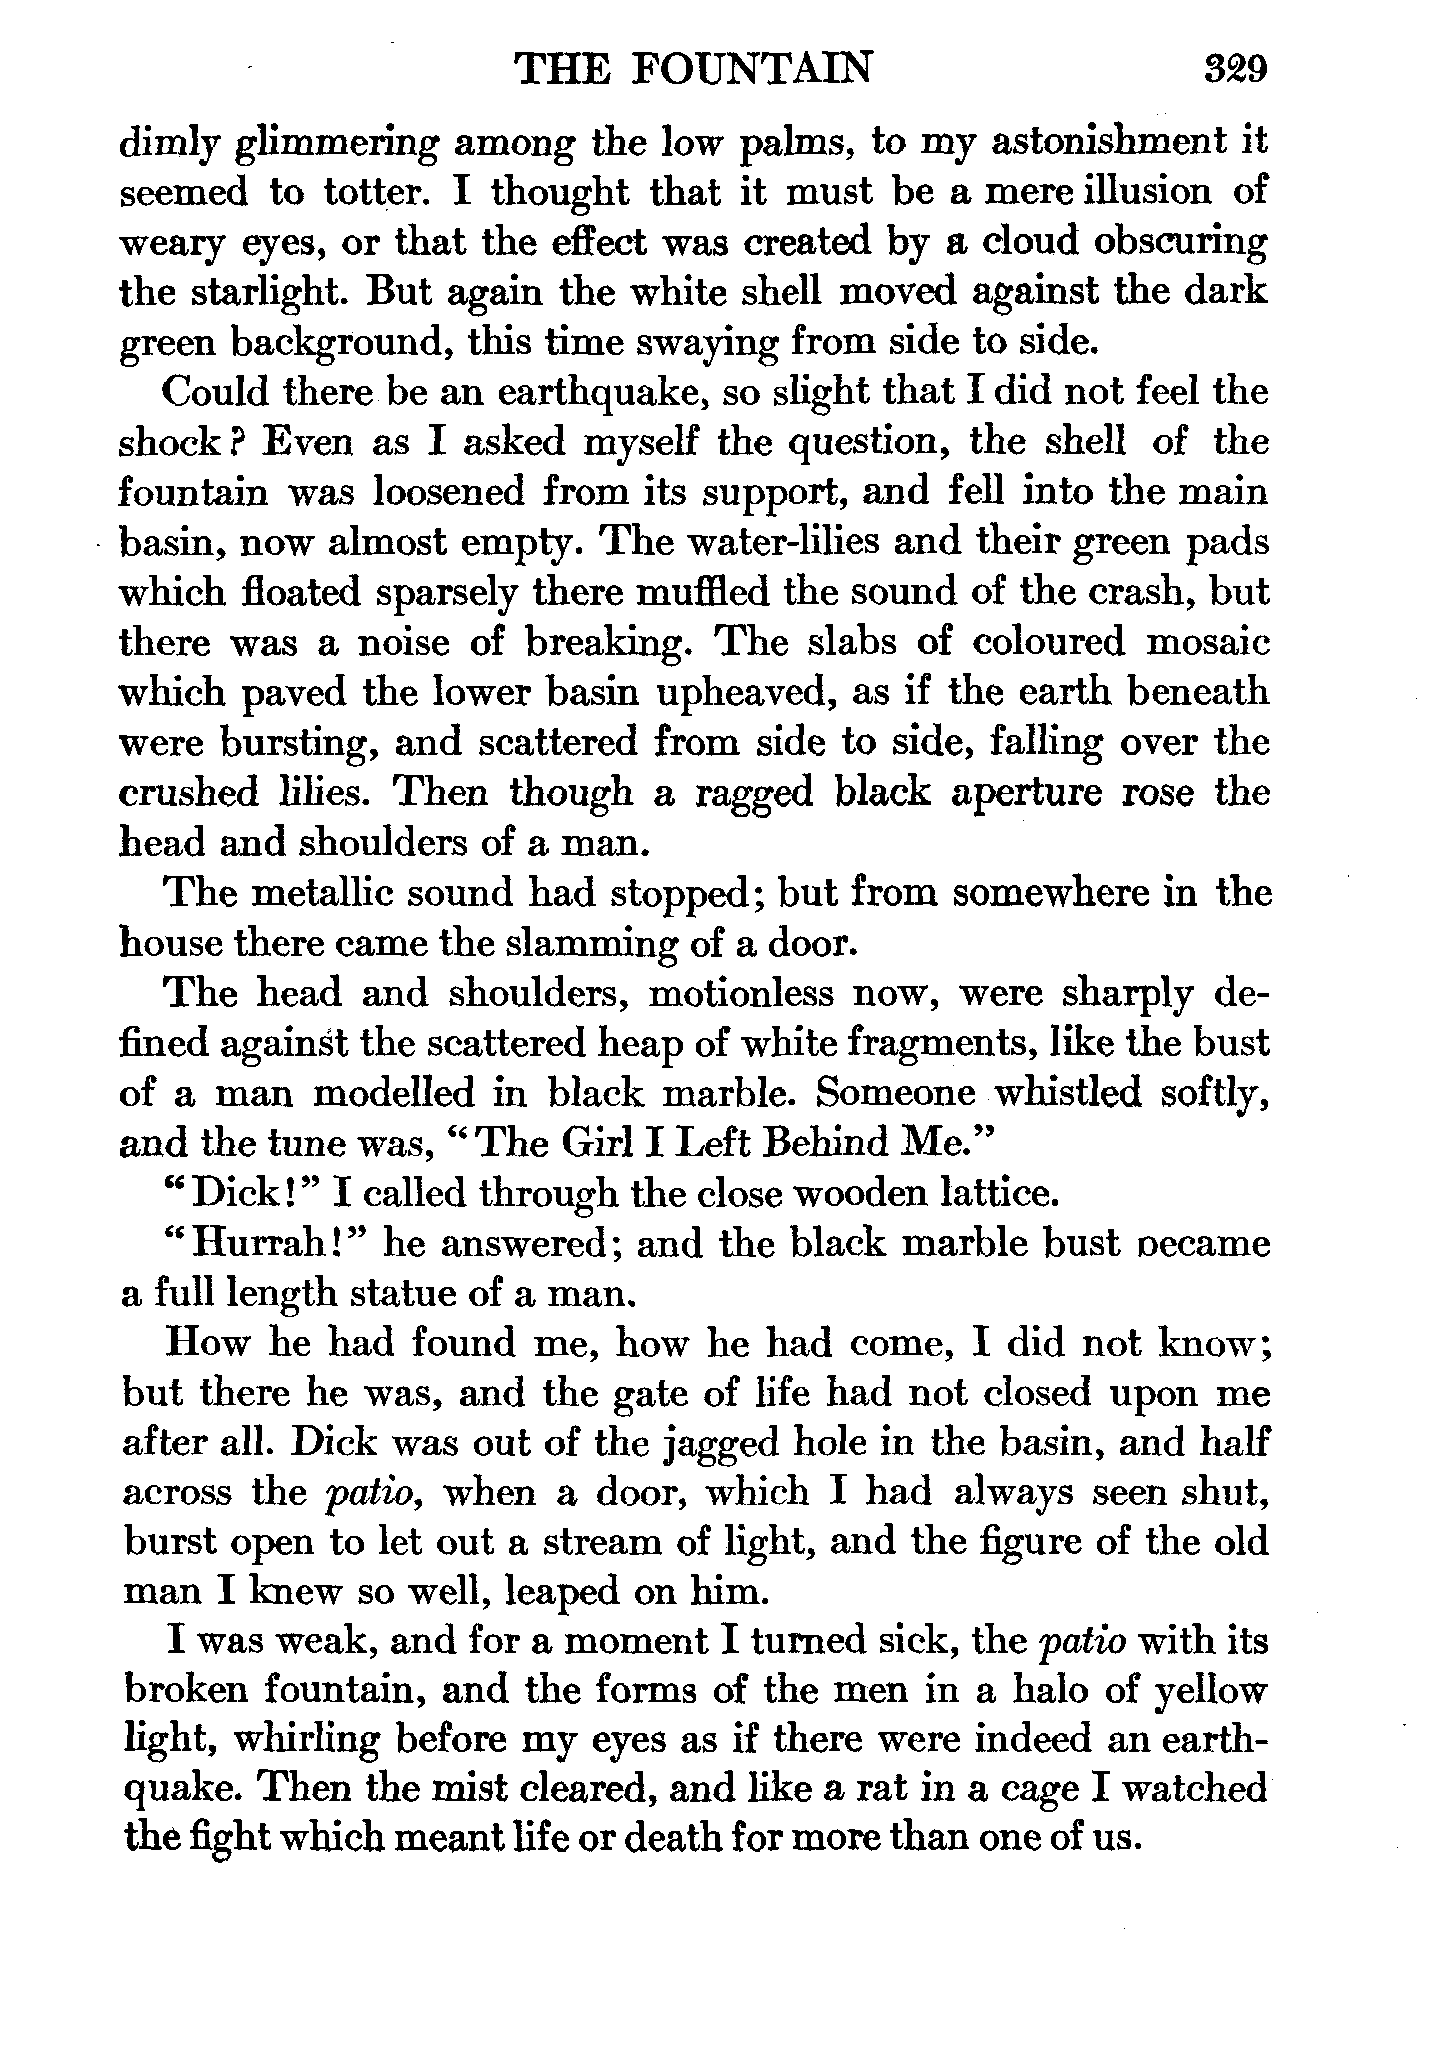 THE FOUNTAIN 329
dimly glimmering among the low palms, to my astonishment it
seemed to totter. I thought that it must be a mere illusion of
weary eyes, or that the effect was created by a cloud obscuring
the starlight. But again the white shell moved against the dark
green background, this time swaying from side to side.
Could there be an earthquake, so slight that I did not feel the
shock? Even as I asked myself the question, the shell of the
fountain was loosened from its support, and fell into the main
basin, now almost empty. The water-lilies and their green pads
which floated sparsely there muffled the sound of the crash, but
there was a noise of breaking. The slabs of coloured mosaic
which paved the lower basin upheaved, as if the earth beneath
were bursting, and scattered from side to side, falling over the
crushed lilies. Then though a ragged black aperture rose the
head and shoulders of a man.
The metallic sound had stopped; but from somewhere in the
house there came the slamming of a door.
The head and shoulders, motionless now, were sharply de-
fined against the scattered heap of white fragments, like the bust
of a man modelled in black marble. Someone whistled softly,
and the tune was, "The Girl I Left Behind Me."
"Dick!" I called through the close wooden lattice.
"Hurrah!" he answered; and the black marble bust became
a full length statue of a man.
How he had found me, how he had come, I did not know;
but there he was, and the gate of life had not closed upon me
after all. Dick was out of the jagged hole in the basin, and half
across the patio, when a door, which I had always seen shut,
burst open to let out a stream of light, and the figure of the old
man I knew so well, leaped on him.
I was weak, and for a moment I turned sick, the patio with its
broken fountain, and the forms of the men in a halo of yellow
light, whirling before my eyes as if there were indeed an earth-
quake. Then the mist cleared, and like a rat in a cage I watched
the fight which meant life or death for more than one of us.